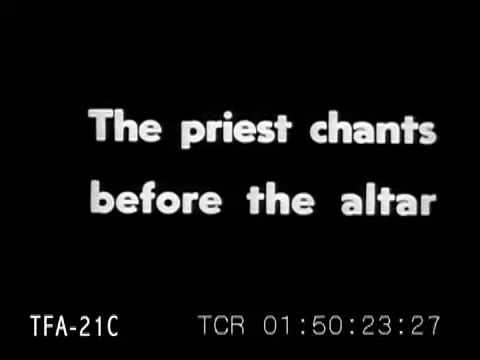 The priest chants
before the altar
TFA-21C TCR 01:50:23:27